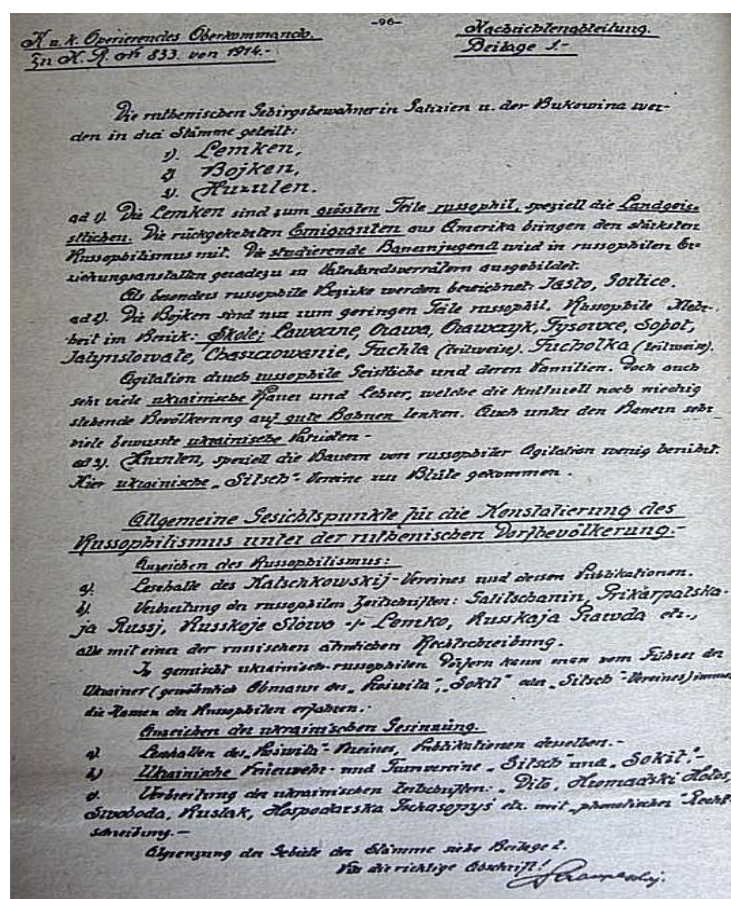 -96-
K. u. k. Operierendes Oberkommando. Nachrichtenabteilung.
Zu K. No 833. von 1914.- Beilage 1.-
Die ruthenischen Gebirgsbewohner in Galizien u. der Bukowina wer-
den in drei Stämme geteilt:
1). Lemken,
2) Bojken,
3). Huzulen.
ad 1). Die Lemken sind zum grössten Teile russophil, speziell die Landgeis-
tlichen. Die rückgekehrten Emigranten aus Amerika bringen den stärksten
Russophilismus mit. Die studierende Bauernjugend wird in russophilen Er-
ziehungsanstalten geradezu zu Vaterlandsverrätern ausgebildet.
Als besonders russophile Bezirke werden bezeichnet: Jasło, Gorlice.
ad 2). Die Bojken sind nur zum geringen Teile russophil. Russophile Mehr-
heit im Bezirk: Skole; Ławoczne, Orawa, Orawczyk, Tysowce, Sopot,
Jalynslowate, Chaszczowanie, Tuchla (teilweise). Tucholka (teilweise).
Agitation durch russophile Geistliche und deren Familien. Doch auch
sehr viele ukrainische Pfarrer und Lehrer, welche die kulturell noch niedrig
stehende Bevölkerung auf gute Bahnen lenken. Auch unter den Bauern sehr
viele bewusste ukrainische Patrioten -
ad 3). Huzulen, speziell die Bauern von russophiler Agitation wenig berührt.
Hier ukrainische „Sitsch"-Vereine zur Blüte gekommen.
Allgemeine Gesichtspunkte für die Konstatierung des
Russophilismus unter der ruthenischen Dorfbevölkerung:-
Anzeichen des Russophilismus:
a). Lesehalle des Katschkowskij-Vereines und dessen Publikationen.
b). Verbreitung der russophilen Zeitschriften: Galitschanin, Prikarpatska-
ja Russj, Russkoje Slowo -/- Lemko, Russkaja Prawda etc.,
alle mit einer der russischen ähnlichen Rechtschreibung.
In gemischt ukrainisch-russophilen Dörfern kann man vom Führer der
Ukrainer (gewöhnlich Obmann des „Proswita", „Sokil" oder „Sitsch"-Vereines) immer
die Namen der Russophilen erfahren.
Anzeichen der ukrainischen Gesinnung.
a) Lesehallen des „Proswita"-Vereines, Publikationen desselben.-
b) Ukrainische Feuerwehr- und Turnvereine „Sitsch und „Sokil".-
c). Verbreitung der ukrainischen Zeitschriften: „Dilo, Hromadski Hołos,
Swoboda, Ruslak, Hospodarska Tschasopyś etc. mit „phonetischer" Recht-
schreibung.-
Abgrenzung der Gebiete der Stämme siehe Beilage 2.
Für die richtige Abschrift!